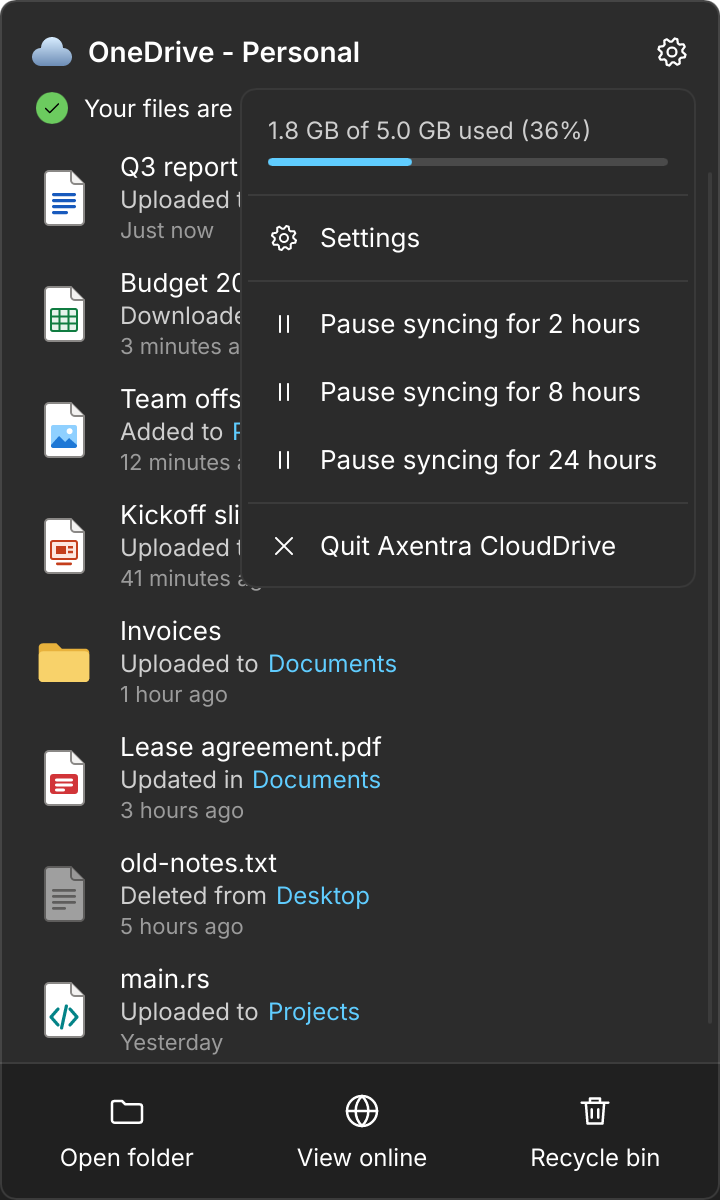 OneDrive - Personal
Your files are
1.8 GB of 5.0 GB used (36%)
Settings
Pause syncing for 2 hours
Pause syncing for 8 hours
Pause syncing for 24 hours
Quit Axentra CloudDrive
Q3 report
Uploaded
Just now
Budget
Downloaded
3 minutes
Team
Added to
12 minutes
Kickoff
Uploaded
41 minutes ago
Invoices
Uploaded to Documents
1 hour ago
Lease agreement.pdf
Updated in Documents
3 hours ago
old-notes.txt
Deleted from Desktop
5 hours ago
main.rs
Uploaded to Projects
Yesterday
Open folder
View online
Recycle bin